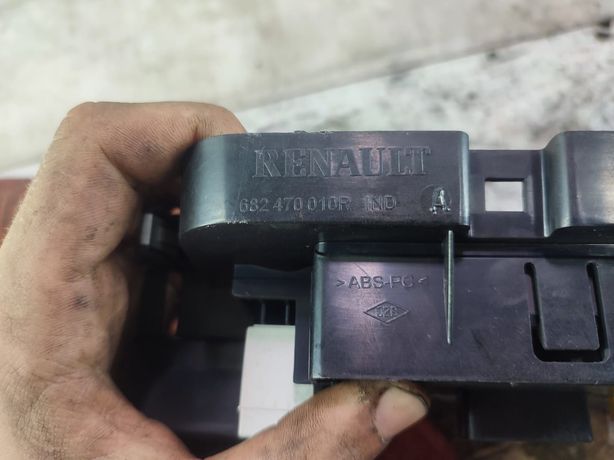 RENAULT
682 470 010R IND A
>ABS-PC<